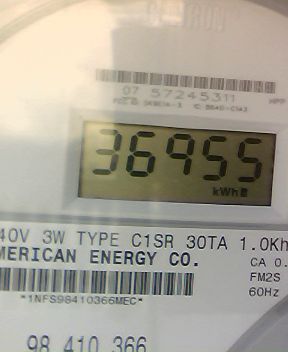 07 57245311
36955
kWh
40V 3W TYPE C1SR 30TA 1.0Kh
MERICAN ENERGY CO.
CA 0.
FM2S
60Hz
*1NFS98410366MEC*
98 410 366